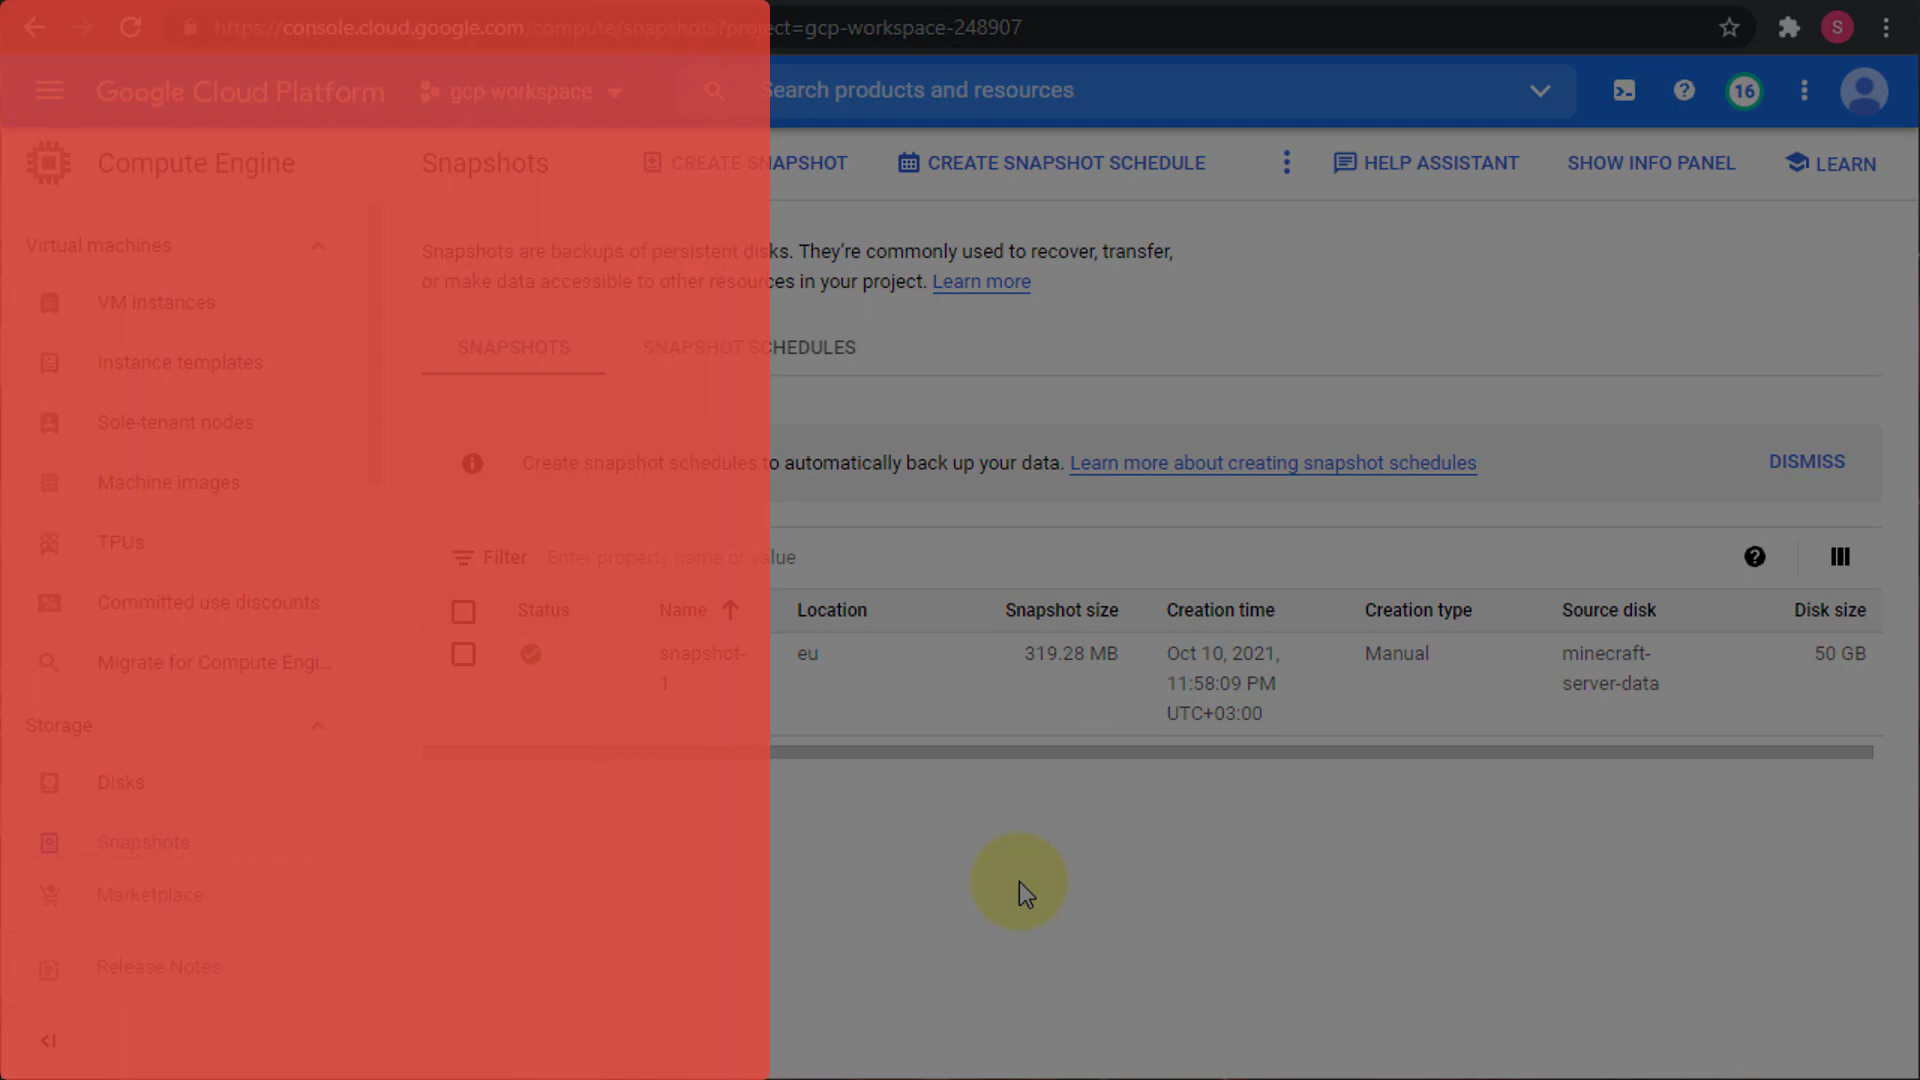 https://console.cloud.google.com/compute/snapshots?project=gcp-workspace-248907
S
Google Cloud Platform
gcp-workspace
Search products and resources
16
Compute Engine
Snapshots
CREATE SNAPSHOT
CREATE SNAPSHOT SCHEDULE
HELP ASSISTANT
SHOW INFO PANEL
LEARN
Virtual machines
VM instances
Instance templates
Sole-tenant nodes
Machine images
TPUs
Committed use discounts
Migrate for Compute Engi...
Storage
Disks
Snapshots
Marketplace
Release Notes
Snapshots are backups of persistent disks. They're commonly used to recover, transfer,
or make data accessible to other resources in your project. Learn more
SNAPSHOTS
SNAPSHOT SCHEDULES
Create snapshot schedules to automatically back up your data. Learn more about creating snapshot schedules
DISMISS
Filter
Enter property name or value
Status
Name
Location
Snapshot size
Creation time
Creation type
Source disk
Disk size
snapshot-
1
eu
319.28 MB
Oct 10, 2021,
11:58:09 PM
UTC+03:00
Manual
minecraft-
server-data
50 GB